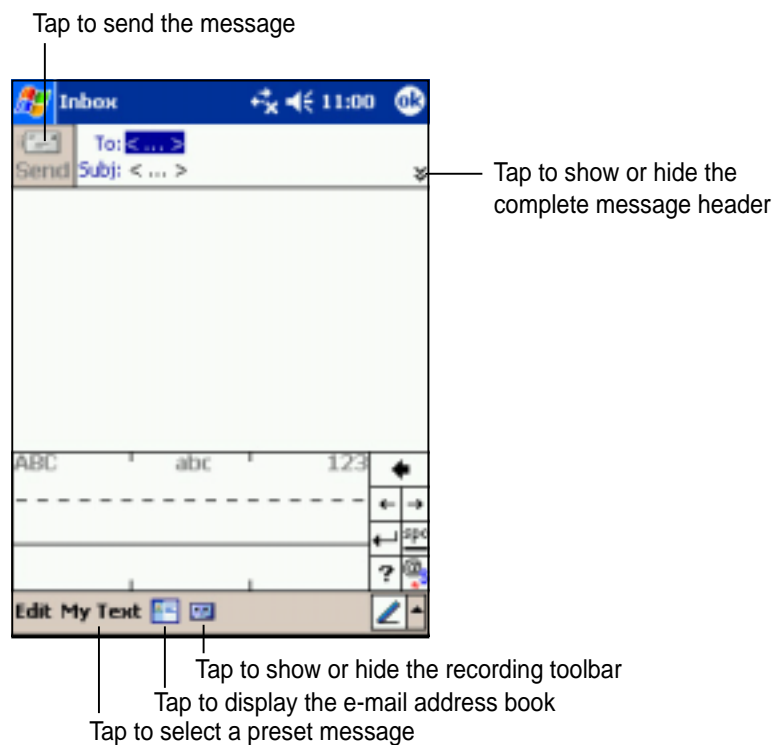 Tap to send the message
Inbox 11:00 ok
To: < ... >
Send Subj: < ... >
Tap to show or hide the
complete message header
ABC abc 123
spc
?
@
Edit My Text
Tap to show or hide the recording toolbar
Tap to display the e-mail address book
Tap to select a preset message